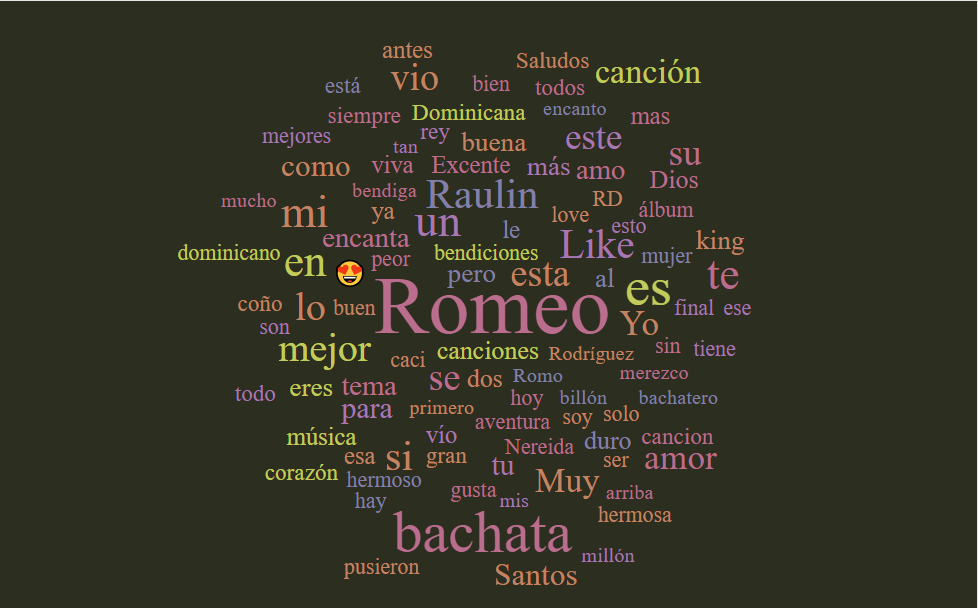 antes
Saludos
vio
canción
está
bien
todos
encanto
siempre
Dominicana
mas
mejores
rey
buena
este
tan
como
viva
Excente
más
amo
su
Dios
mucho
bendiga
Raulin
RD
mi
ya
un
le
love
esto
álbum
encanta
bendiciones
Like
mujer
king
dominicano
en
😍
peor
pero
esta
al
es
te
coño
lo
buen
Romeo
Yo
final
ese
son
mejor
caci
canciones
Rodríguez
sin
tiene
todo
eres
tema
se
dos
Romo
merezco
para
primero
hoy
billón
bachatero
aventura
soy
solo
música
vío
Nereida
duro
cancion
esa
si
gran
tu
ser
amor
corazón
hermoso
gusta
mis
Muy
arriba
hay
hermosa
bachata
millón
pusieron
Santos